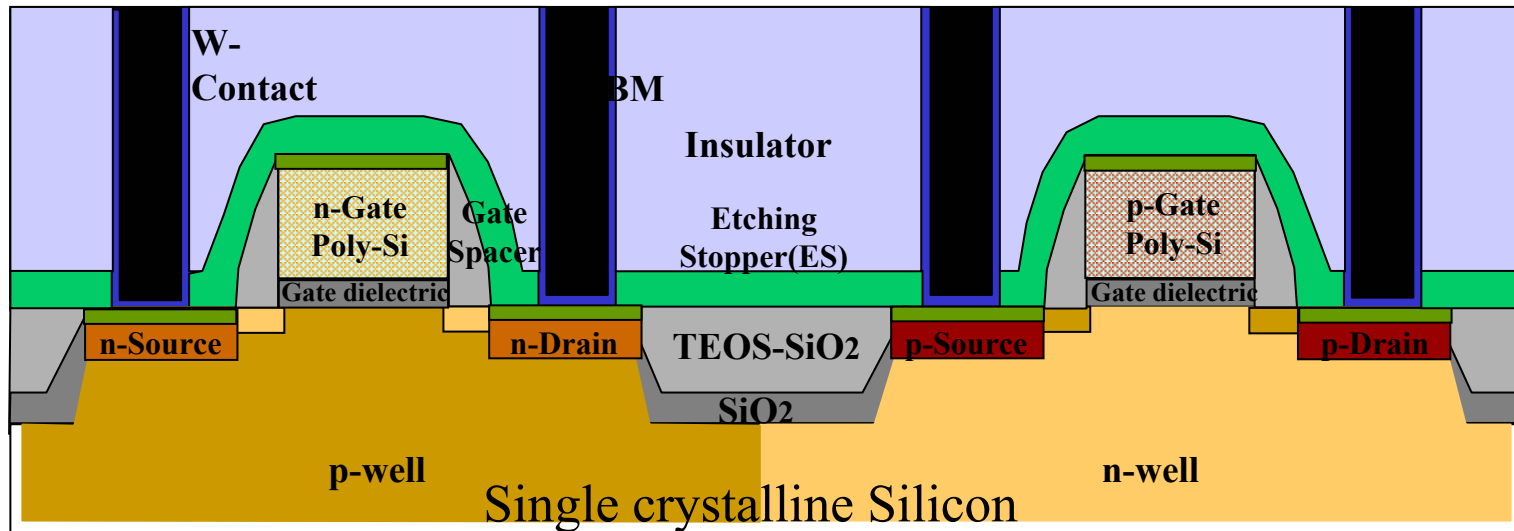 W-
Contact
BM
Insulator
n-Gate
Poly-Si
Gate
Spacer
Etching
Stopper(ES)
p-Gate
Poly-Si
Gate dielectric
Gate dielectric
n-Source
n-Drain
TEOS-SiO2
p-Source
p-Drain
SiO2
p-well
n-well
Single crystalline Silicon